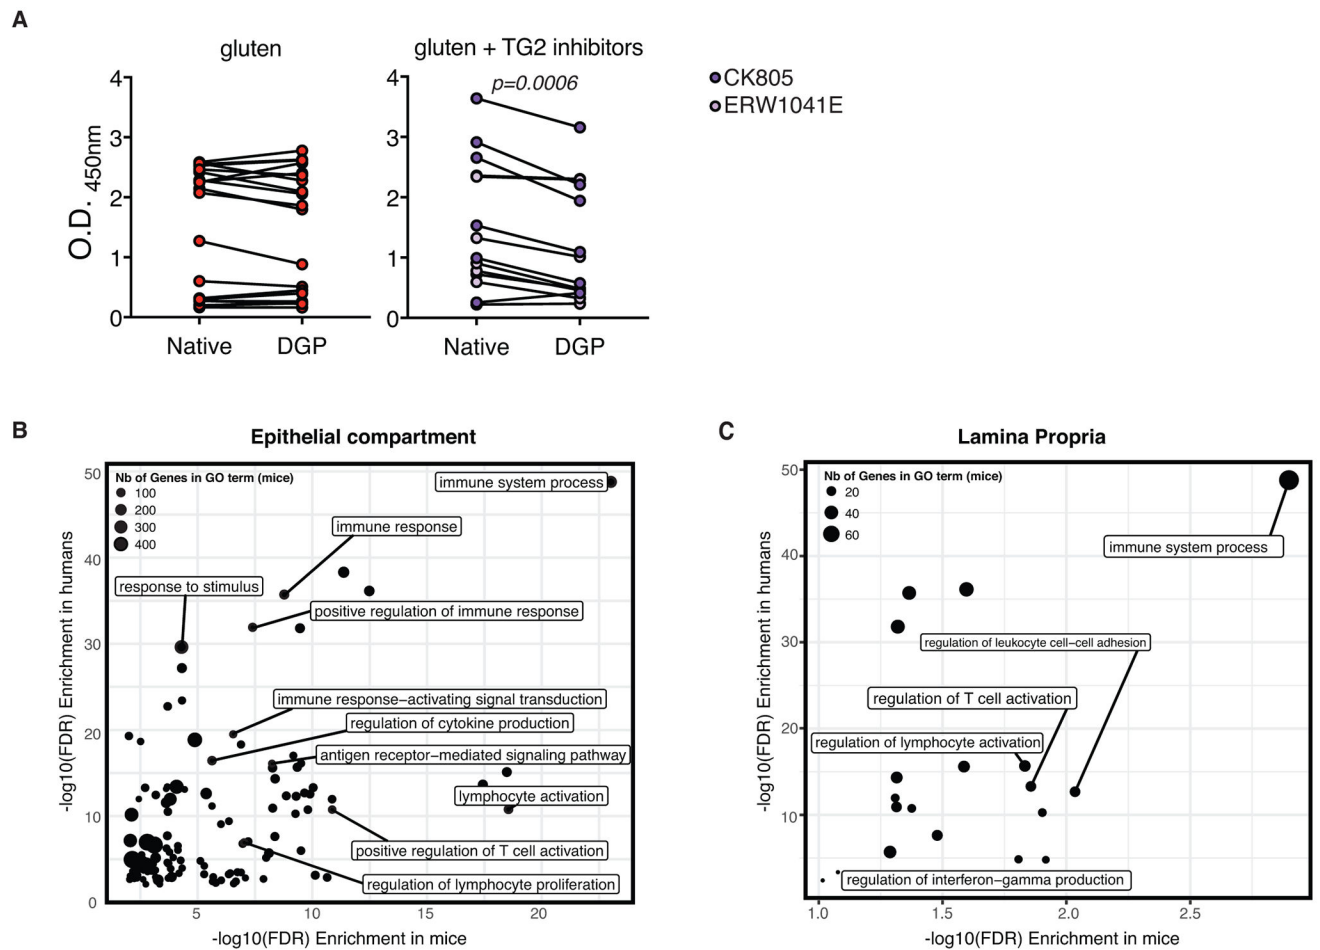 A
gluten
gluten + TG2 inhibitors
p=0.0006
CK805
ERW1041E
O.D. 450nm
4
3
2
1
0
4
3
2
1
0
Native
DGP
Native
DGP
B
Epithelial compartment
Nb of Genes in GO term (mice)
100
200
300
400
immune system process
immune response
response to stimulus
positive regulation of immune response
immune response−activating signal transduction
regulation of cytokine production
antigen receptor−mediated signaling pathway
lymphocyte activation
positive regulation of T cell activation
regulation of lymphocyte proliferation
-log10(FDR) Enrichment in humans
50
40
30
20
10
0
5
10
15
20
-log10(FDR) Enrichment in mice
C
Lamina Propria
Nb of Genes in GO term (mice)
20
40
60
immune system process
regulation of leukocyte cell−cell adhesion
regulation of T cell activation
regulation of lymphocyte activation
regulation of interferon−gamma production
-log10(FDR) Enrichment in humans
50
40
30
20
10
1.0
1.5
2.0
2.5
-log10(FDR) Enrichment in mice